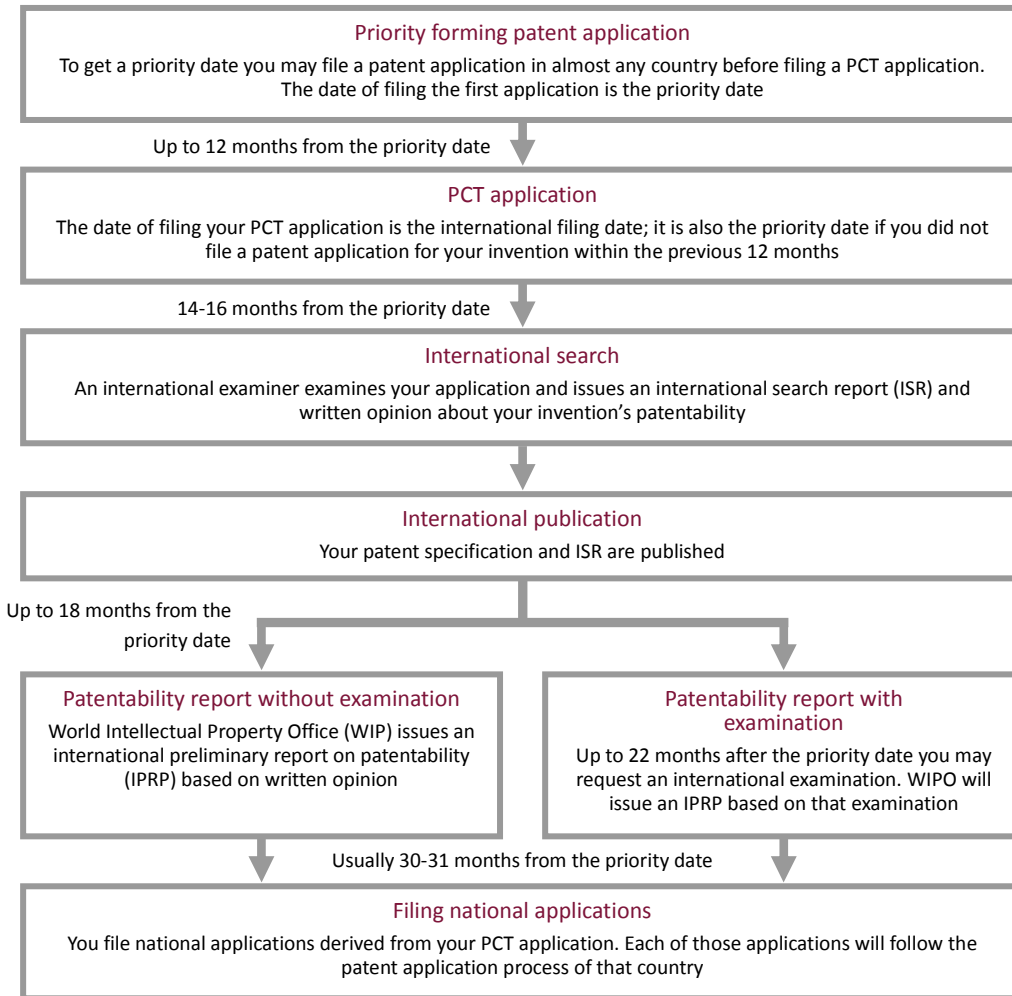 Priority forming patent application
To get a priority date you may file a patent application in almost any country before filing a PCT application.
The date of filing the first application is the priority date
Up to 12 months from the priority date
PCT application
The date of filing your PCT application is the international filing date; it is also the priority date if you did not
file a patent application for your invention within the previous 12 months
14-16 months from the priority date
International search
An international examiner examines your application and issues an international search report (ISR) and
written opinion about your invention’s patentability
International publication
Your patent specification and ISR are published
Up to 18 months from the
priority date
Patentability report without examination
World Intellectual Property Office (WIP) issues an
international preliminary report on patentability
(IPRP) based on written opinion
Patentability report with
examination
Up to 22 months after the priority date you may
request an international examination. WIPO will
issue an IPRP based on that examination
Usually 30-31 months from the priority date
Filing national applications
You file national applications derived from your PCT application. Each of those applications will follow the
patent application process of that country